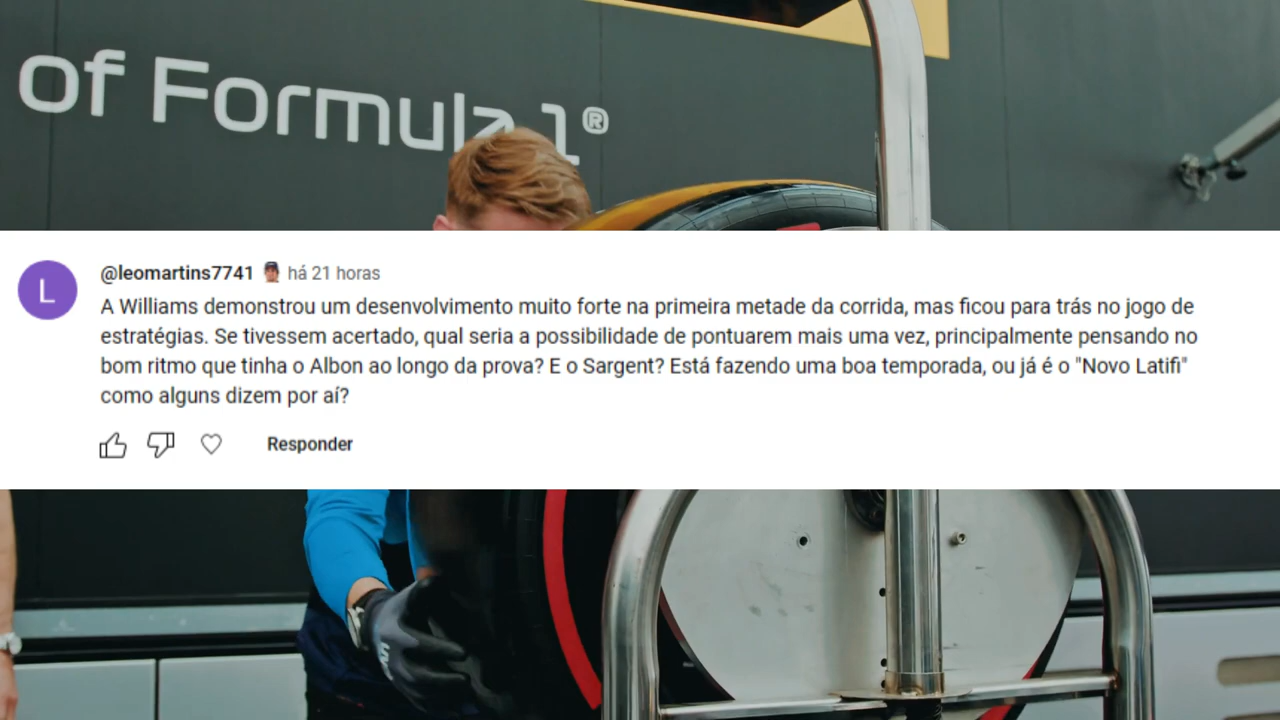 of Formula 1®
@leomartins7741 há 21 horas
A Williams demonstrou um desenvolvimento muito forte na primeira metade da corrida, mas ficou para trás no jogo de
estratégias. Se tivessem acertado, qual seria a possibilidade de pontuarem mais uma vez, principalmente pensando no
bom ritmo que tinha o Albon ao longo da prova? E o Sargent? Está fazendo uma boa temporada, ou já é o "Novo Latifi"
como alguns dizem por aí?
Responder
L